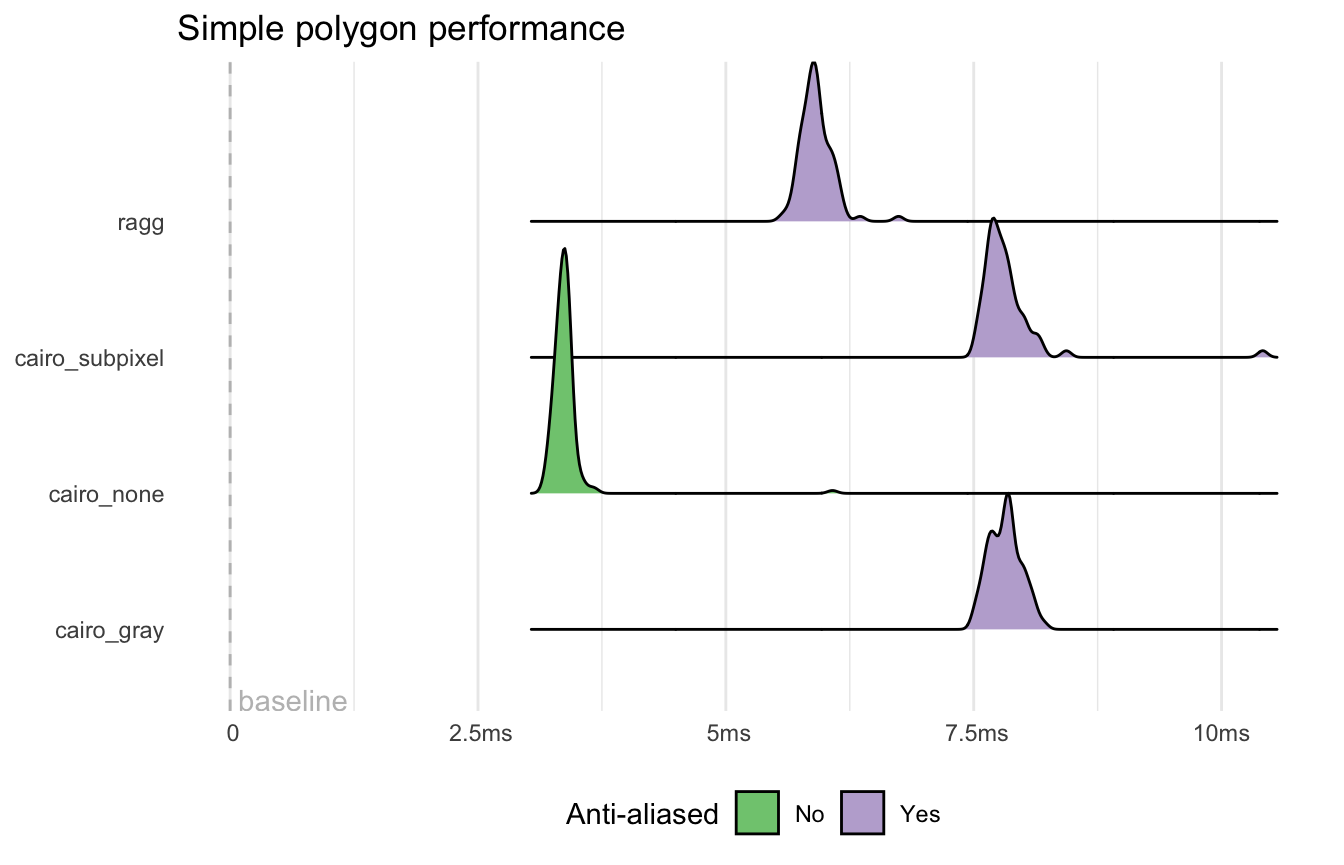 Simple polygon performance
ragg
cairo_subpixel
cairo_none
cairo_gray
baseline
0 2.5ms 5ms 7.5ms 10ms
Anti-aliased No Yes